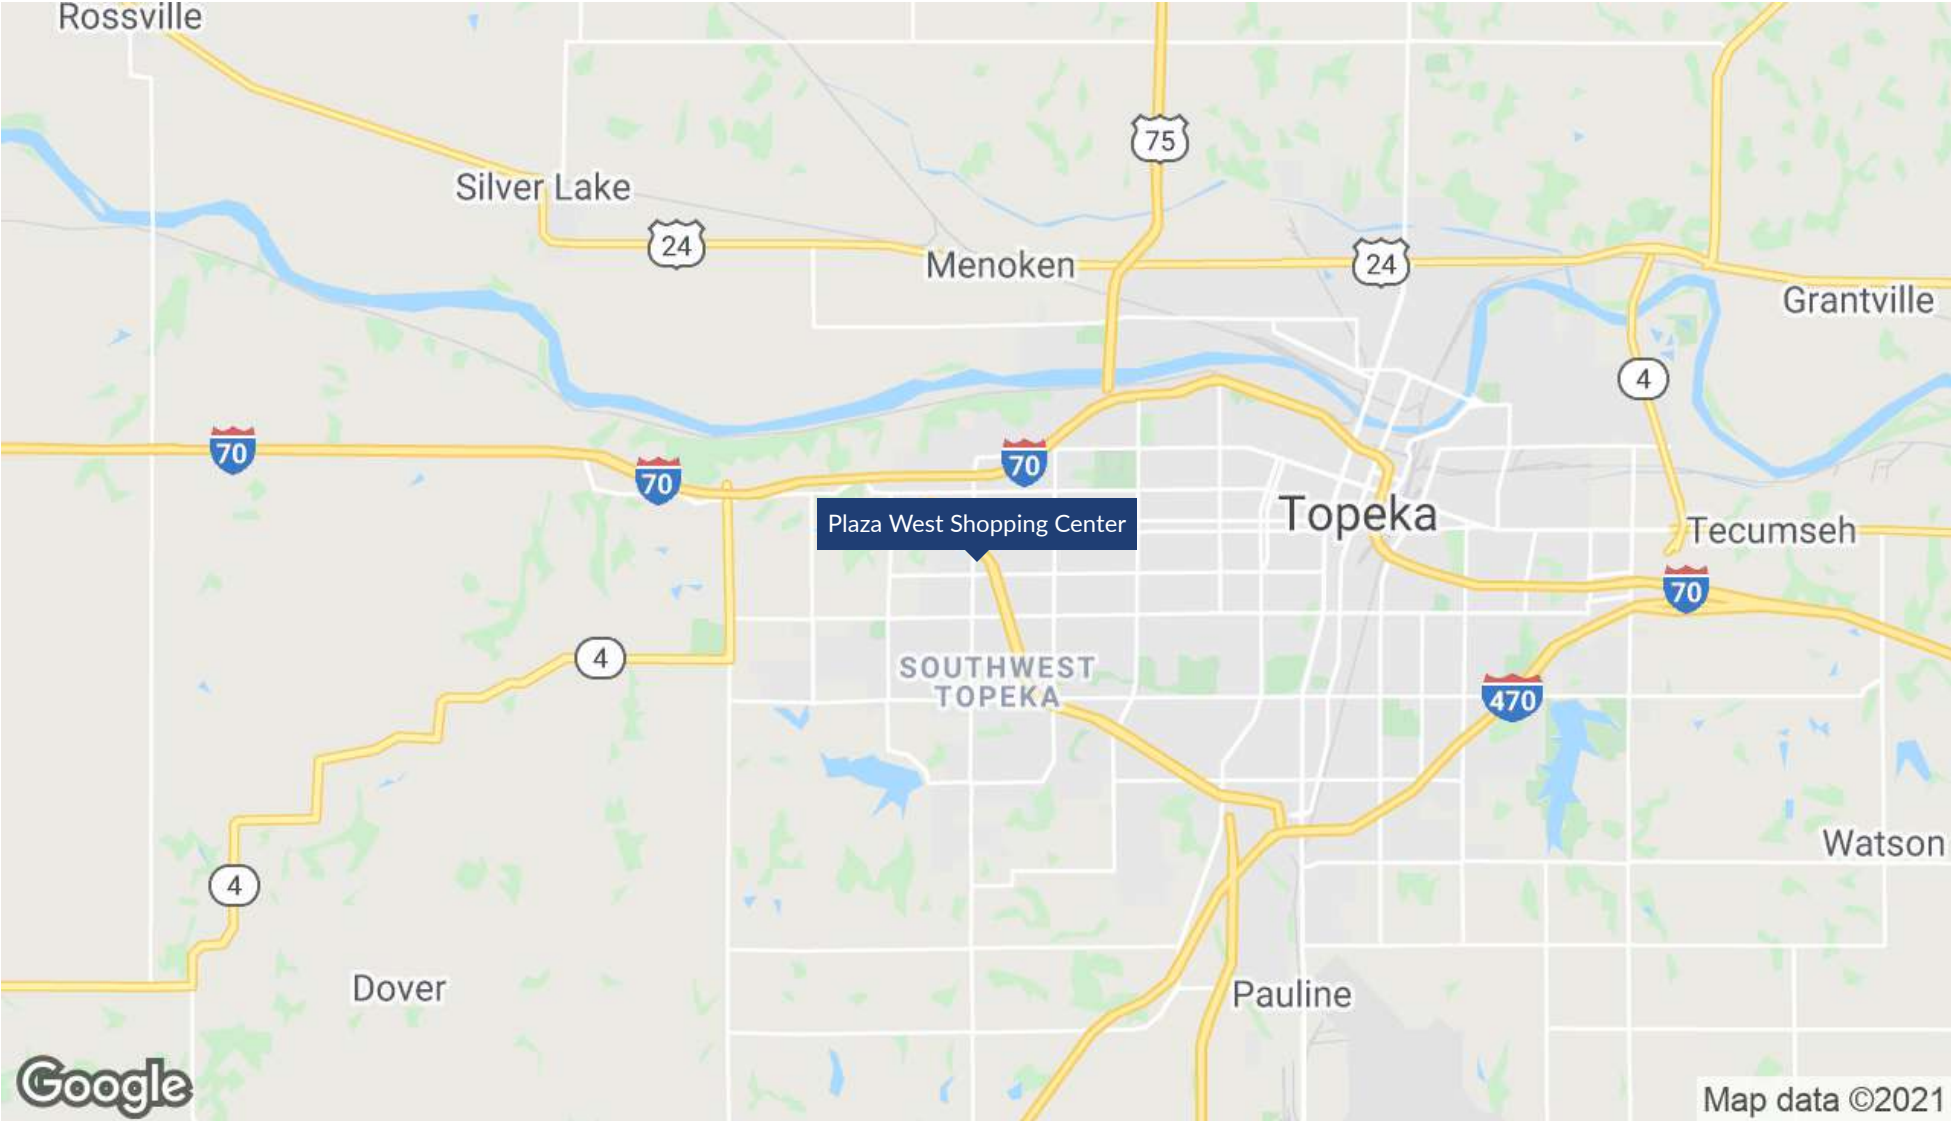 Rossville
75
Silver Lake
24
Menoken
24
Grantville
4
70
70
70
Plaza West Shopping Center
Topeka
Tecumseh
70
4
SOUTHWEST
TOPEKA
470
Watson
4
Dover
Pauline
Google
Map data ©2021